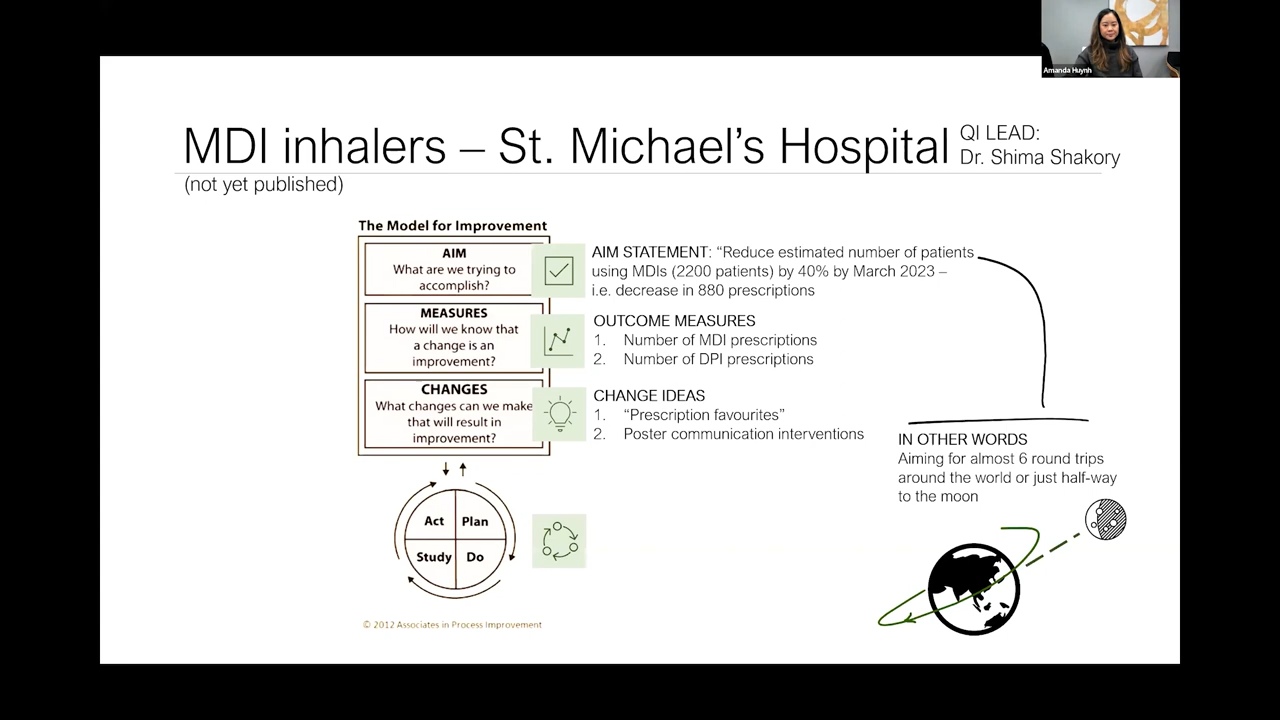 Amanda Huynh
MDI inhalers – St. Michael's Hospital
QI LEAD:
Dr. Shima Shakory
(not yet published)
The Model for Improvement
AIM
What are we trying to
accomplish?
MEASURES
How will we know that
a change is an
improvement?
CHANGES
What changes can we make
that will result in
improvement?
Act
Plan
Study
Do
© 2012 Associates in Process Improvement
AIM STATEMENT: “Reduce estimated number of patients
using MDIs (2200 patients) by 40% by March 2023 –
i.e. decrease in 880 prescriptions
OUTCOME MEASURES
1. Number of MDI prescriptions
2. Number of DPI prescriptions
CHANGE IDEAS
1. “Prescription favourites”
2. Poster communication interventions
IN OTHER WORDS
Aiming for almost 6 round trips
around the world or just half-way
to the moon